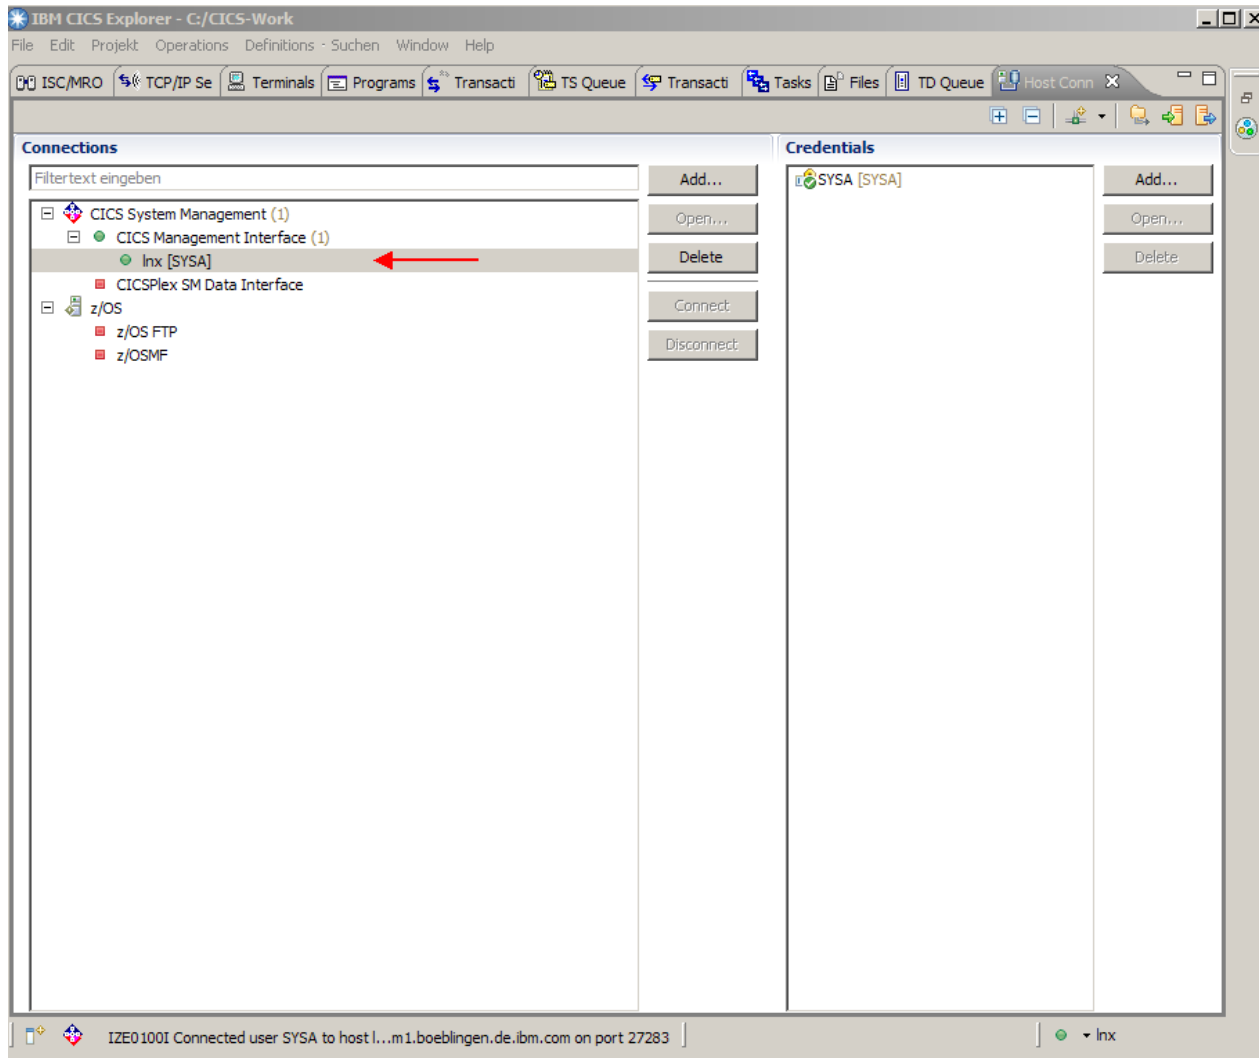 IBM CICS Explorer - C:/CICS-Work
File Edit Projekt Operations Definitions - Suchen Window Help
ISC/MRO TCP/IP Se Terminals Programs Transacti TS Queue Transacti Tasks Files TD Queue Host Conn
Connections Credentials
Filtertext eingeben Add... SYSA [SYSA] Add...
CICS System Management (1) Open... Open...
CICS Management Interface (1)
lnx [SYSA] Delete Delete
CICSPlex SM Data Interface
z/OS Connect
z/OS FTP
z/OSMF Disconnect
IZE0100I Connected user SYSA to host l...m1.boeblingen.de.ibm.com on port 27283 lnx